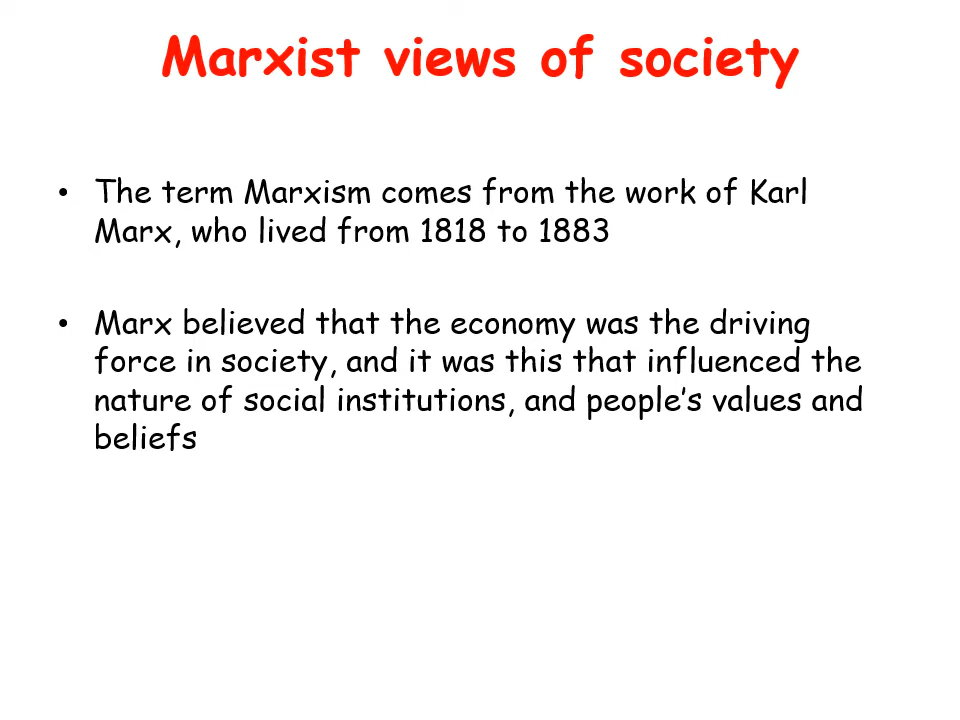 Marxist views of society
• The term Marxism comes from the work of Karl
Marx, who lived from 1818 to 1883
• Marx believed that the economy was the driving
force in society, and it was this that influenced the
nature of social institutions, and people’s values and
beliefs